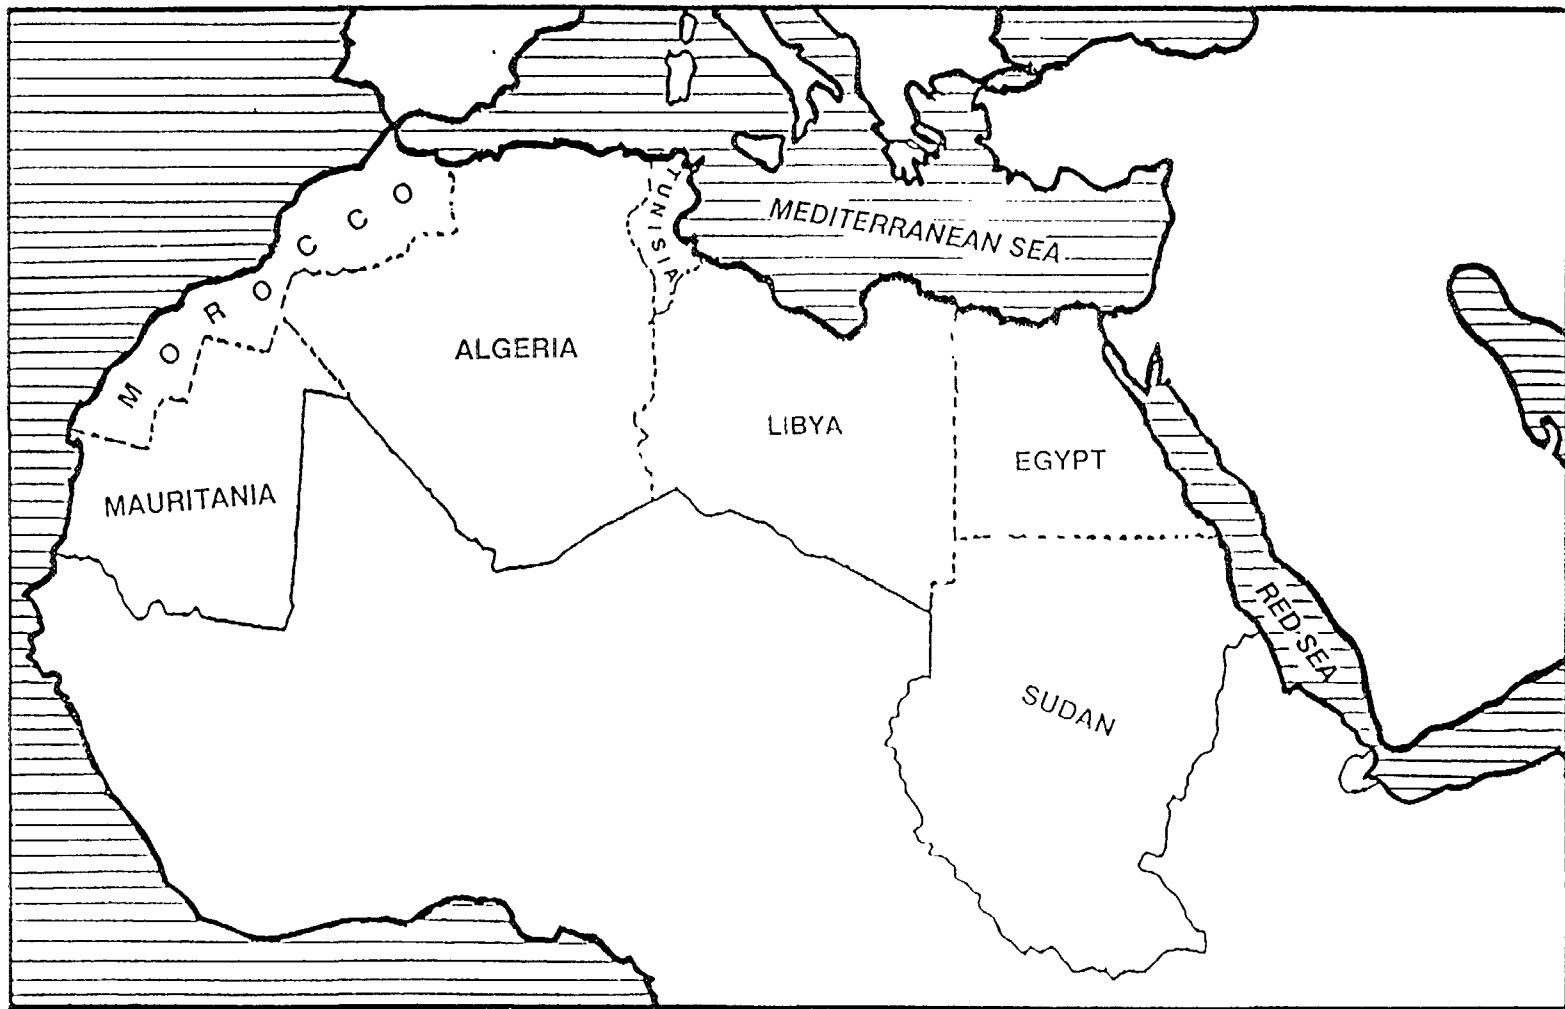 MOROCCO
TUNISIA
MEDITERRANEAN SEA
ALGERIA
LIBYA
EGYPT
MAURITANIA
RED SEA
SUDAN